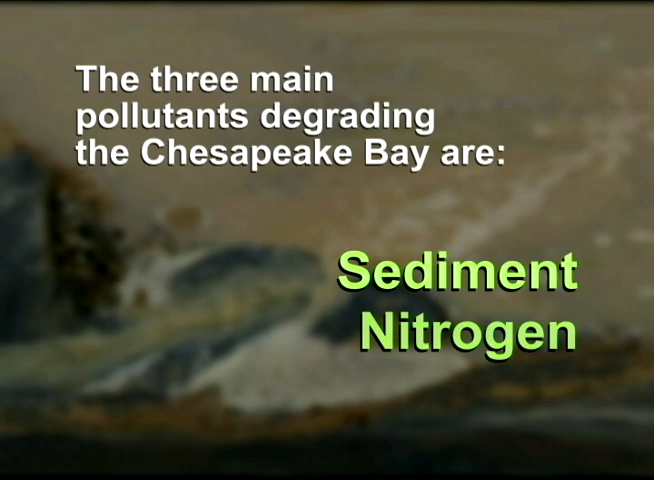 The three main
pollutants degrading
the Chesapeake Bay are:
Sediment
Nitrogen